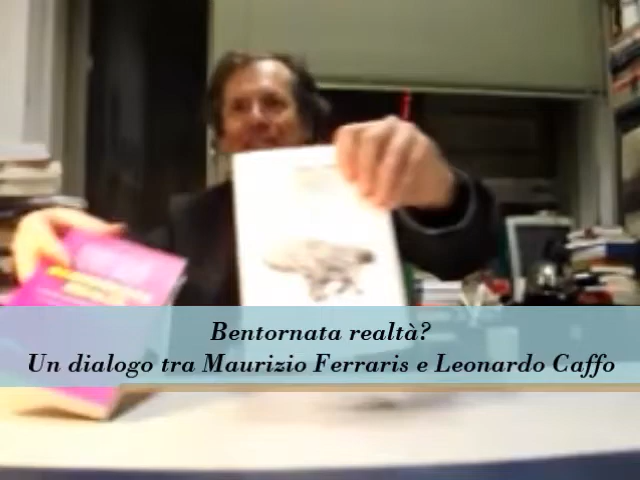 Bentornata realtà?
Un dialogo tra Maurizio Ferraris e Leonardo Caffo